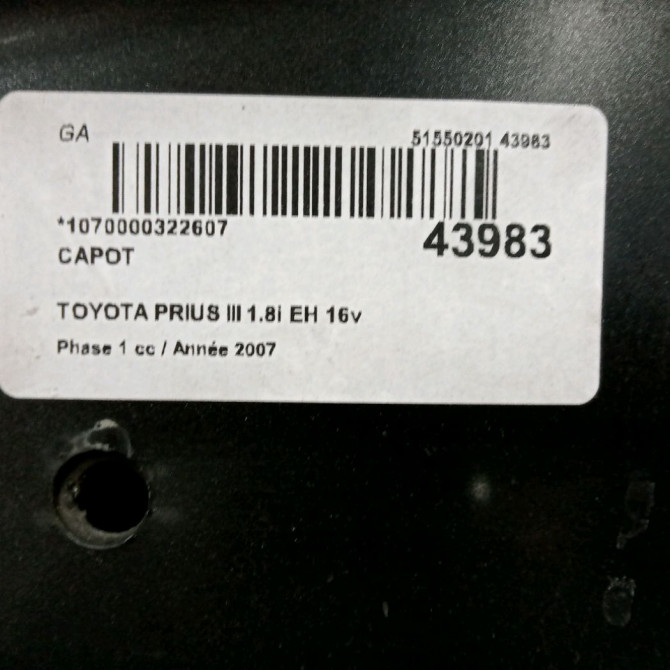 GA 51550201 43983
*1070000322607 43983
CAPOT
TOYOTA PRIUS III 1.8i EH 16v
Phase 1 cc / Année 2007